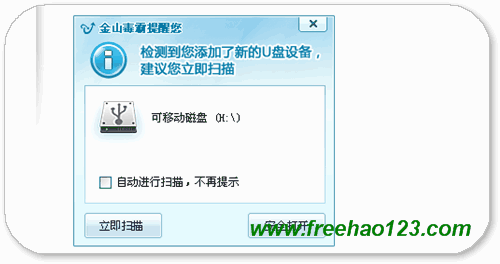 金山毒霸提醒您
检测到您添加了新的U盘设备，
建议您立即扫描
可移动磁盘 (H:\)
自动进行扫描，不再提示
立即扫描
安全打开
www.freehao123.com